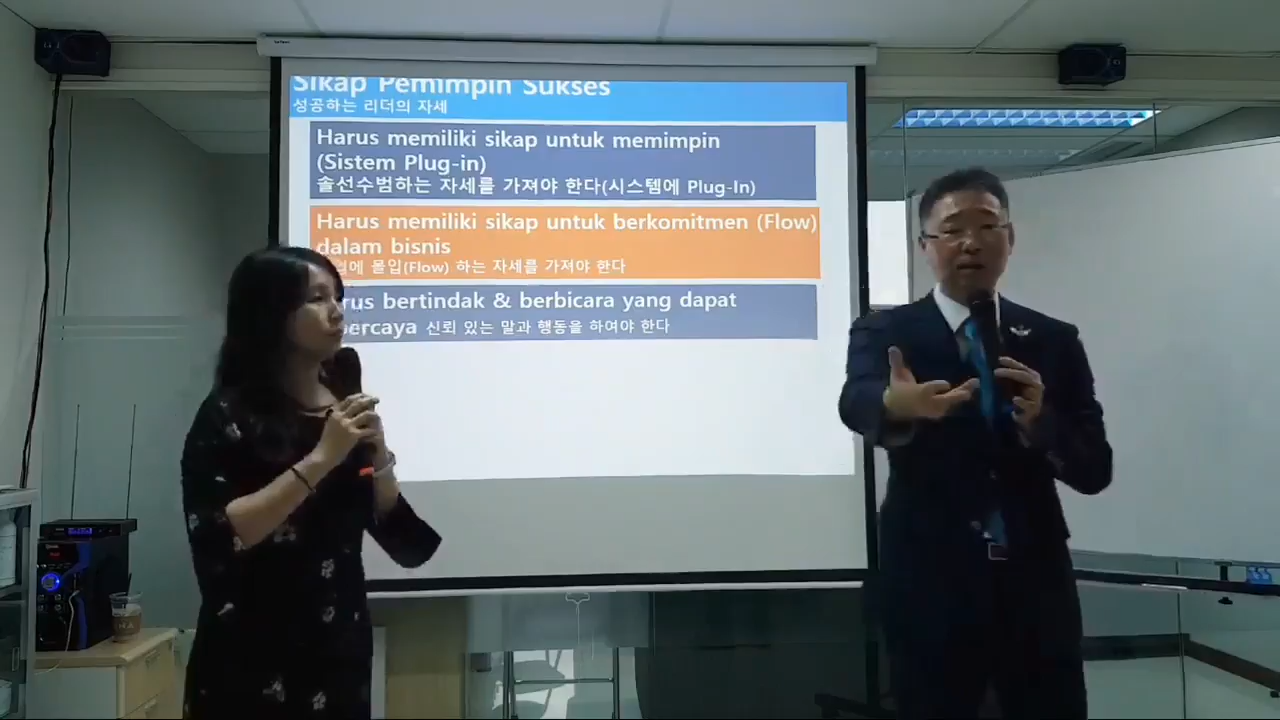 Sikap Pemimpin Sukses
성공하는 리더의 자세
Harus memiliki sikap untuk memimpin
(Sistem Plug-in)
솔선수범하는 자세를 가져야 한다(시스템에 Plug-In)
Harus memiliki sikap untuk berkomitmen (Flow)
dalam bisnis
몰입(Flow) 하는 자세를 가져야 한다
bertindak & berbicara yang dapat
신뢰 있는 말과 행동을 하여야 한다